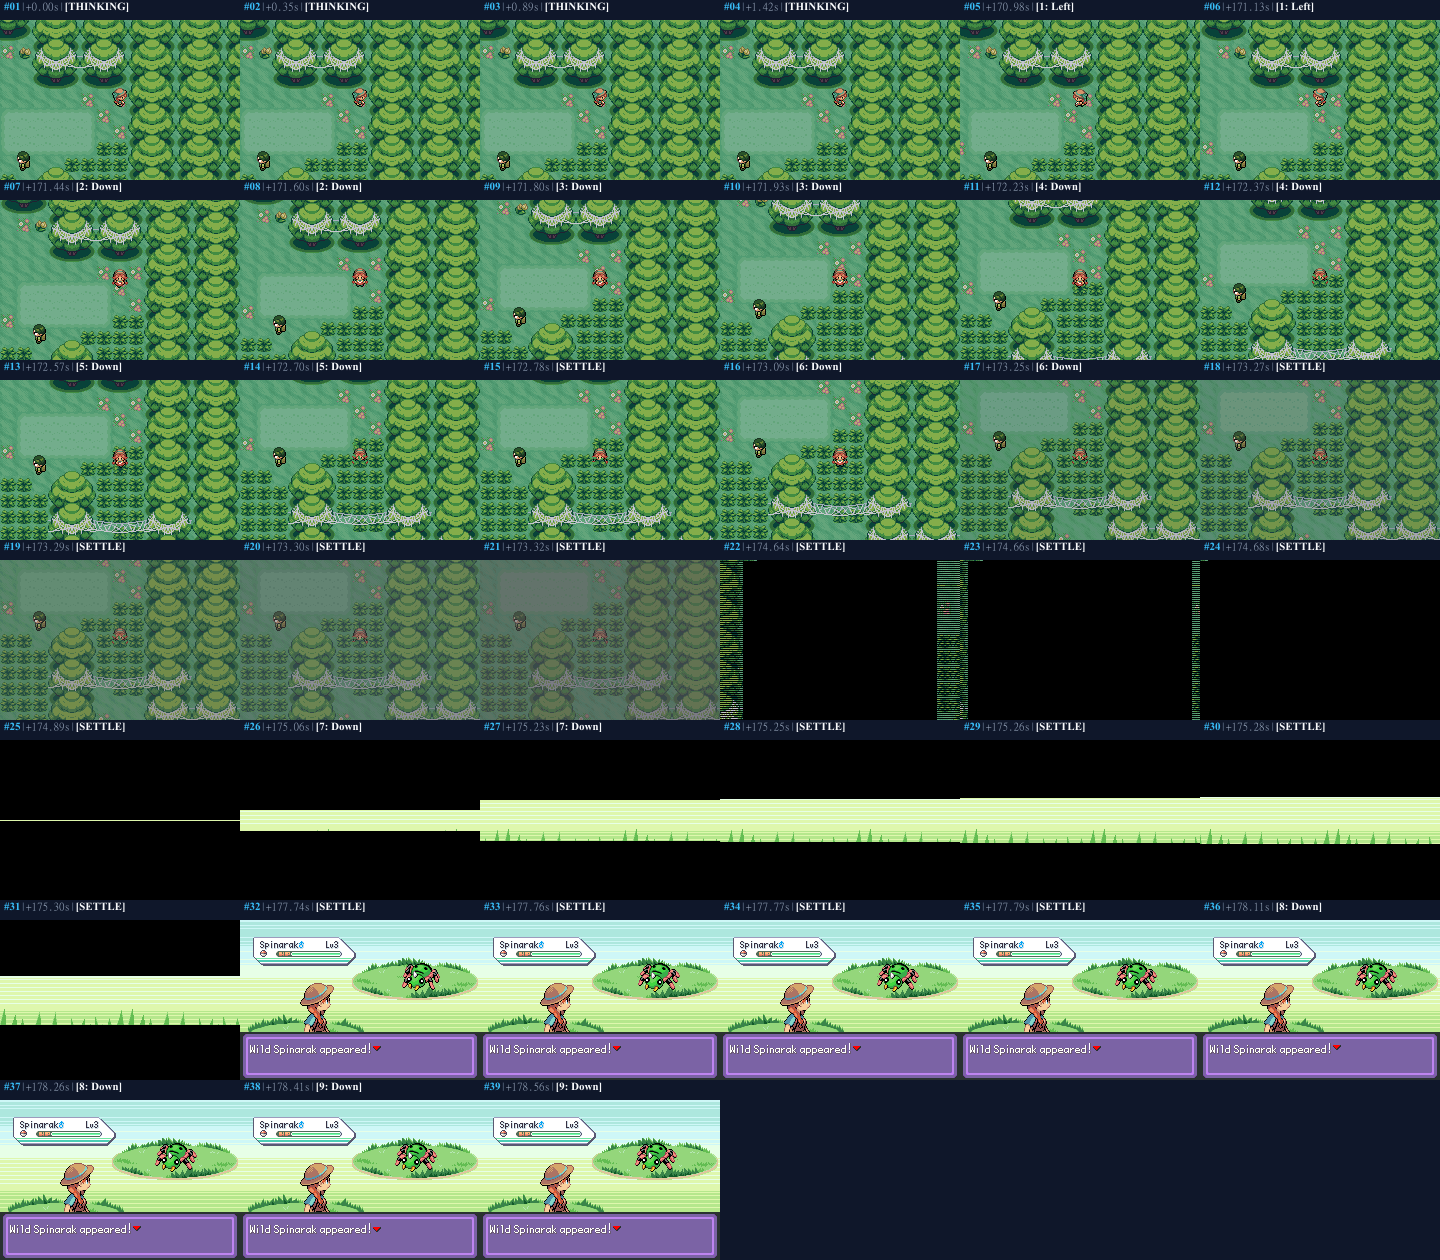 #01|+0.00s|[THINKING]
#02|+0.35s|[THINKING]
#03|+0.89s|[THINKING]
#04|+1.42s|[THINKING]
#05|+170.98s|[1: Left]
#06|+171.13s|[1: Left]
#07|+171.44s|[2: Down]
#08|+171.60s|[2: Down]
#09|+171.80s|[3: Down]
#10|+171.93s|[3: Down]
#11|+172.23s|[4: Down]
#12|+172.37s|[4: Down]
#13|+172.57s|[5: Down]
#14|+172.70s|[5: Down]
#15|+172.78s|[SETTLE]
#16|+173.09s|[6: Down]
#17|+173.25s|[6: Down]
#18|+173.27s|[SETTLE]
#19|+173.29s|[SETTLE]
#20|+173.30s|[SETTLE]
#21|+173.32s|[SETTLE]
#22|+174.64s|[SETTLE]
#23|+174.66s|[SETTLE]
#24|+174.68s|[SETTLE]
#25|+174.89s|[SETTLE]
#26|+175.06s|[7: Down]
#27|+175.23s|[7: Down]
#28|+175.25s|[SETTLE]
#29|+175.26s|[SETTLE]
#30|+175.28s|[SETTLE]
#31|+175.30s|[SETTLE]
#32|+177.74s|[SETTLE]
#33|+177.76s|[SETTLE]
#34|+177.77s|[SETTLE]
#35|+177.79s|[SETTLE]
#36|+178.11s|[8: Down]
Spinarak♂ Lv3
Spinarak♂ Lv3
Spinarak♂ Lv3
Spinarak♂ Lv3
Spinarak♂ Lv3
Wild Spinarak appeared!
Wild Spinarak appeared!
Wild Spinarak appeared!
Wild Spinarak appeared!
Wild Spinarak appeared!
#37|+178.26s|[8: Down]
#38|+178.41s|[9: Down]
#39|+178.56s|[9: Down]
Spinarak♂ Lv3
Spinarak♂ Lv3
Spinarak♂ Lv3
Wild Spinarak appeared!
Wild Spinarak appeared!
Wild Spinarak appeared!